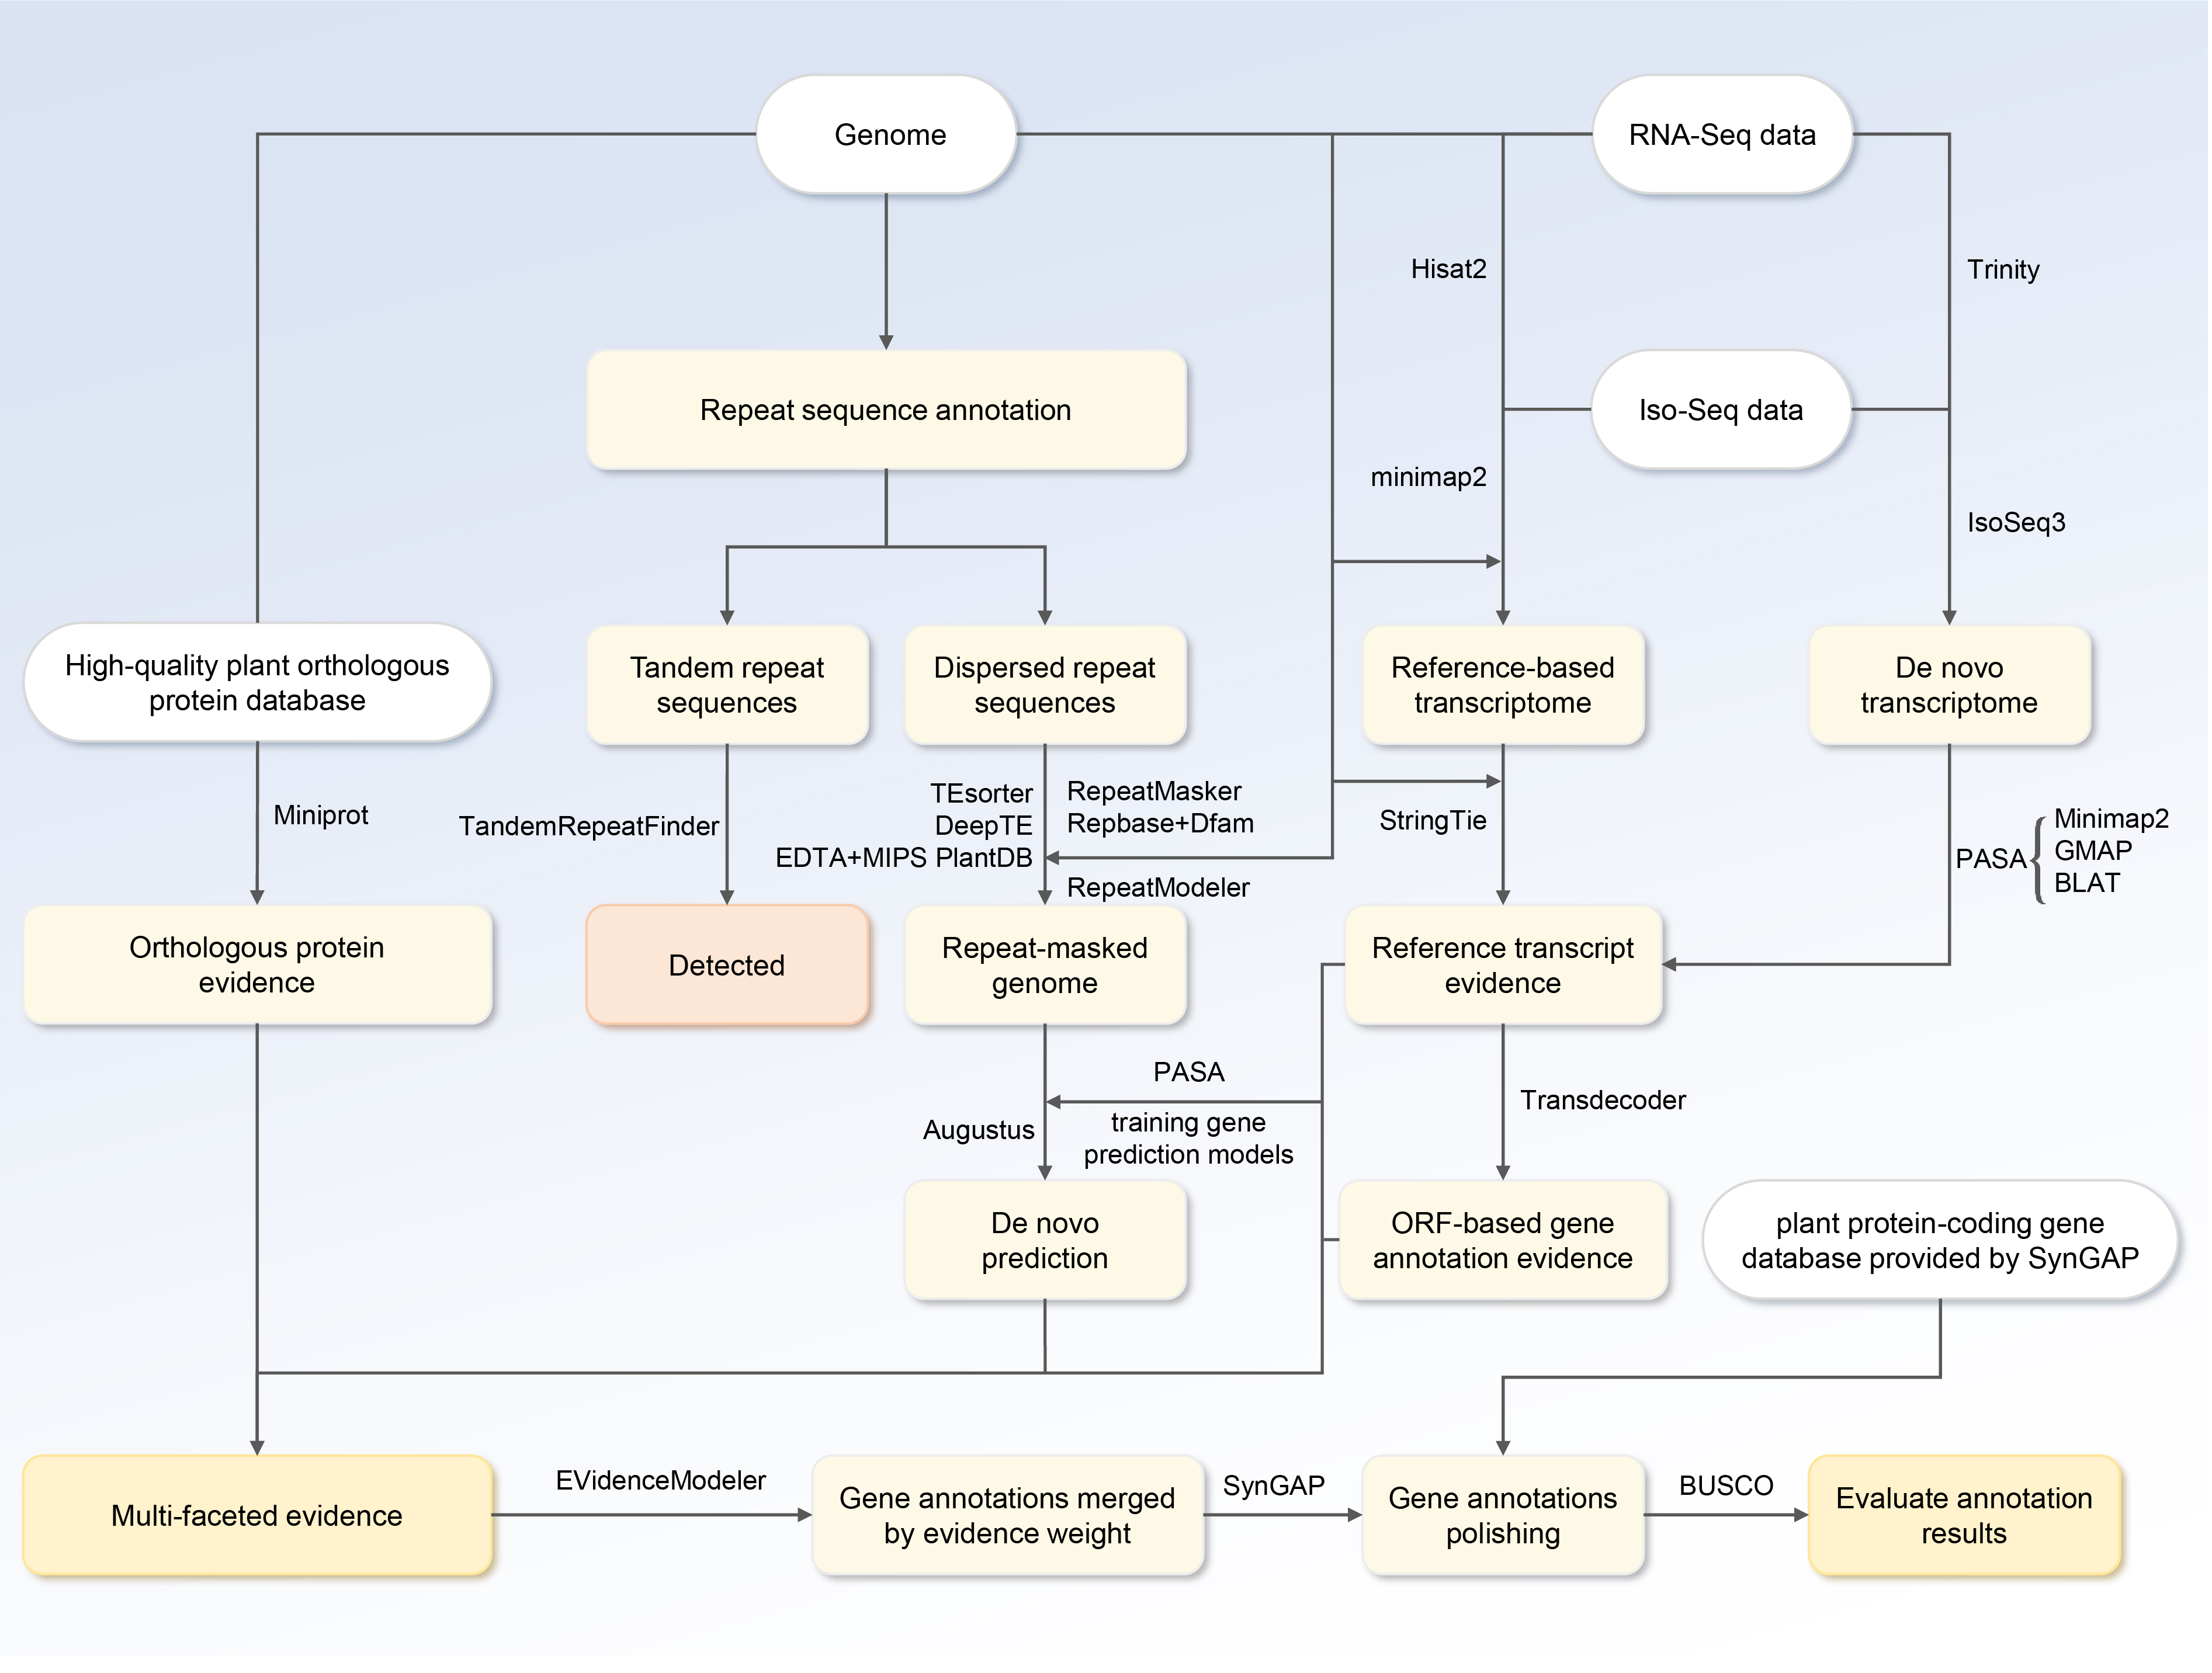 Genome
RNA-Seq data
Hisat2
Trinity
Repeat sequence annotation
Iso-Seq data
minimap2
IsoSeq3
High-quality plant orthologous
protein database
Tandem repeat
sequences
Dispersed repeat
sequences
Reference-based
transcriptome
De novo
transcriptome
Miniprot
TandemRepeatFinder
TEsorter
DeepTE
EDTA+MIPS PlantDB
RepeatMasker
Repbase+Dfam
RepeatModeler
StringTie
PASA
Minimap2
GMAP
BLAT
Orthologous protein
evidence
Detected
Repeat-masked
genome
Reference transcript
evidence
PASA
training gene
prediction models
Augustus
Transdecoder
De novo
prediction
ORF-based gene
annotation evidence
plant protein-coding gene
database provided by SynGAP
Multi-faceted evidence
EVidenceModeler
Gene annotations merged
by evidence weight
SynGAP
Gene annotations
polishing
BUSCO
Evaluate annotation
results